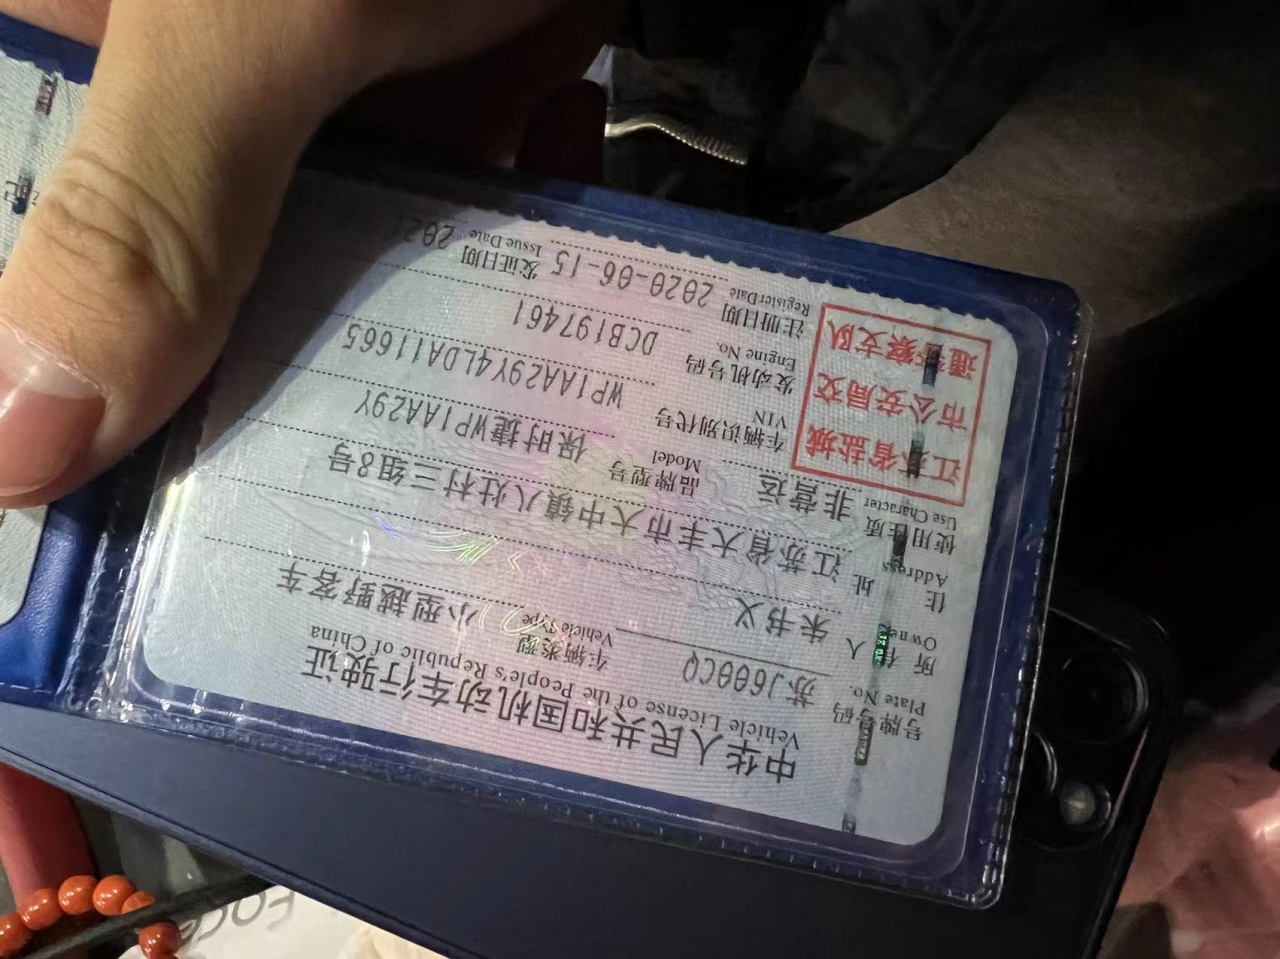 中华人民共和国机动车行驶证
Vehicle License of the People's Republic of China
号牌号码 苏J600CQ 车辆类型 小型越野客车
Plate No. Vehicle Type
所有人 朱书义
Owner
住址 江苏省大丰市大中镇八灶村三组8号
Address
使用性质 非营运 品牌型号 保时捷WP1AA29Y
Use Character Model
江苏省盐城
市公安局交
通警察支队
车辆识别代号 WP1AA29Y4LDA11665
VIN
发动机号码 DCB197461
Engine No.
注册日期 2020-06-15 发证日期 202
Register Date Issue Date